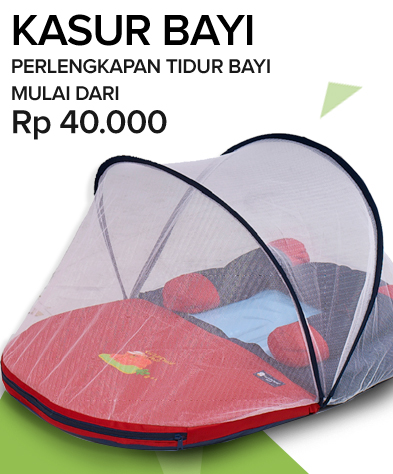 KASUR BAYI
PERLENGKAPAN TIDUR BAYI
MULAI DARI
Rp 40.000